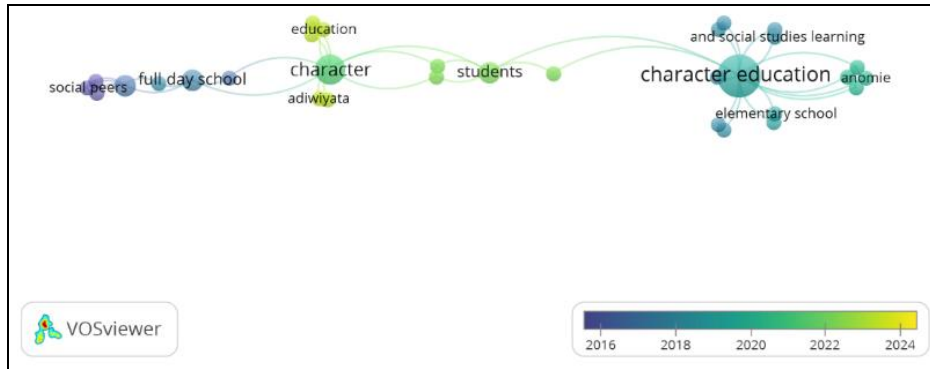 education
and social studies learning
social peers
full day school
character
students
character education
anomie
adiwiyata
elementary school
VOSviewer
2016
2018
2020
2022
2024